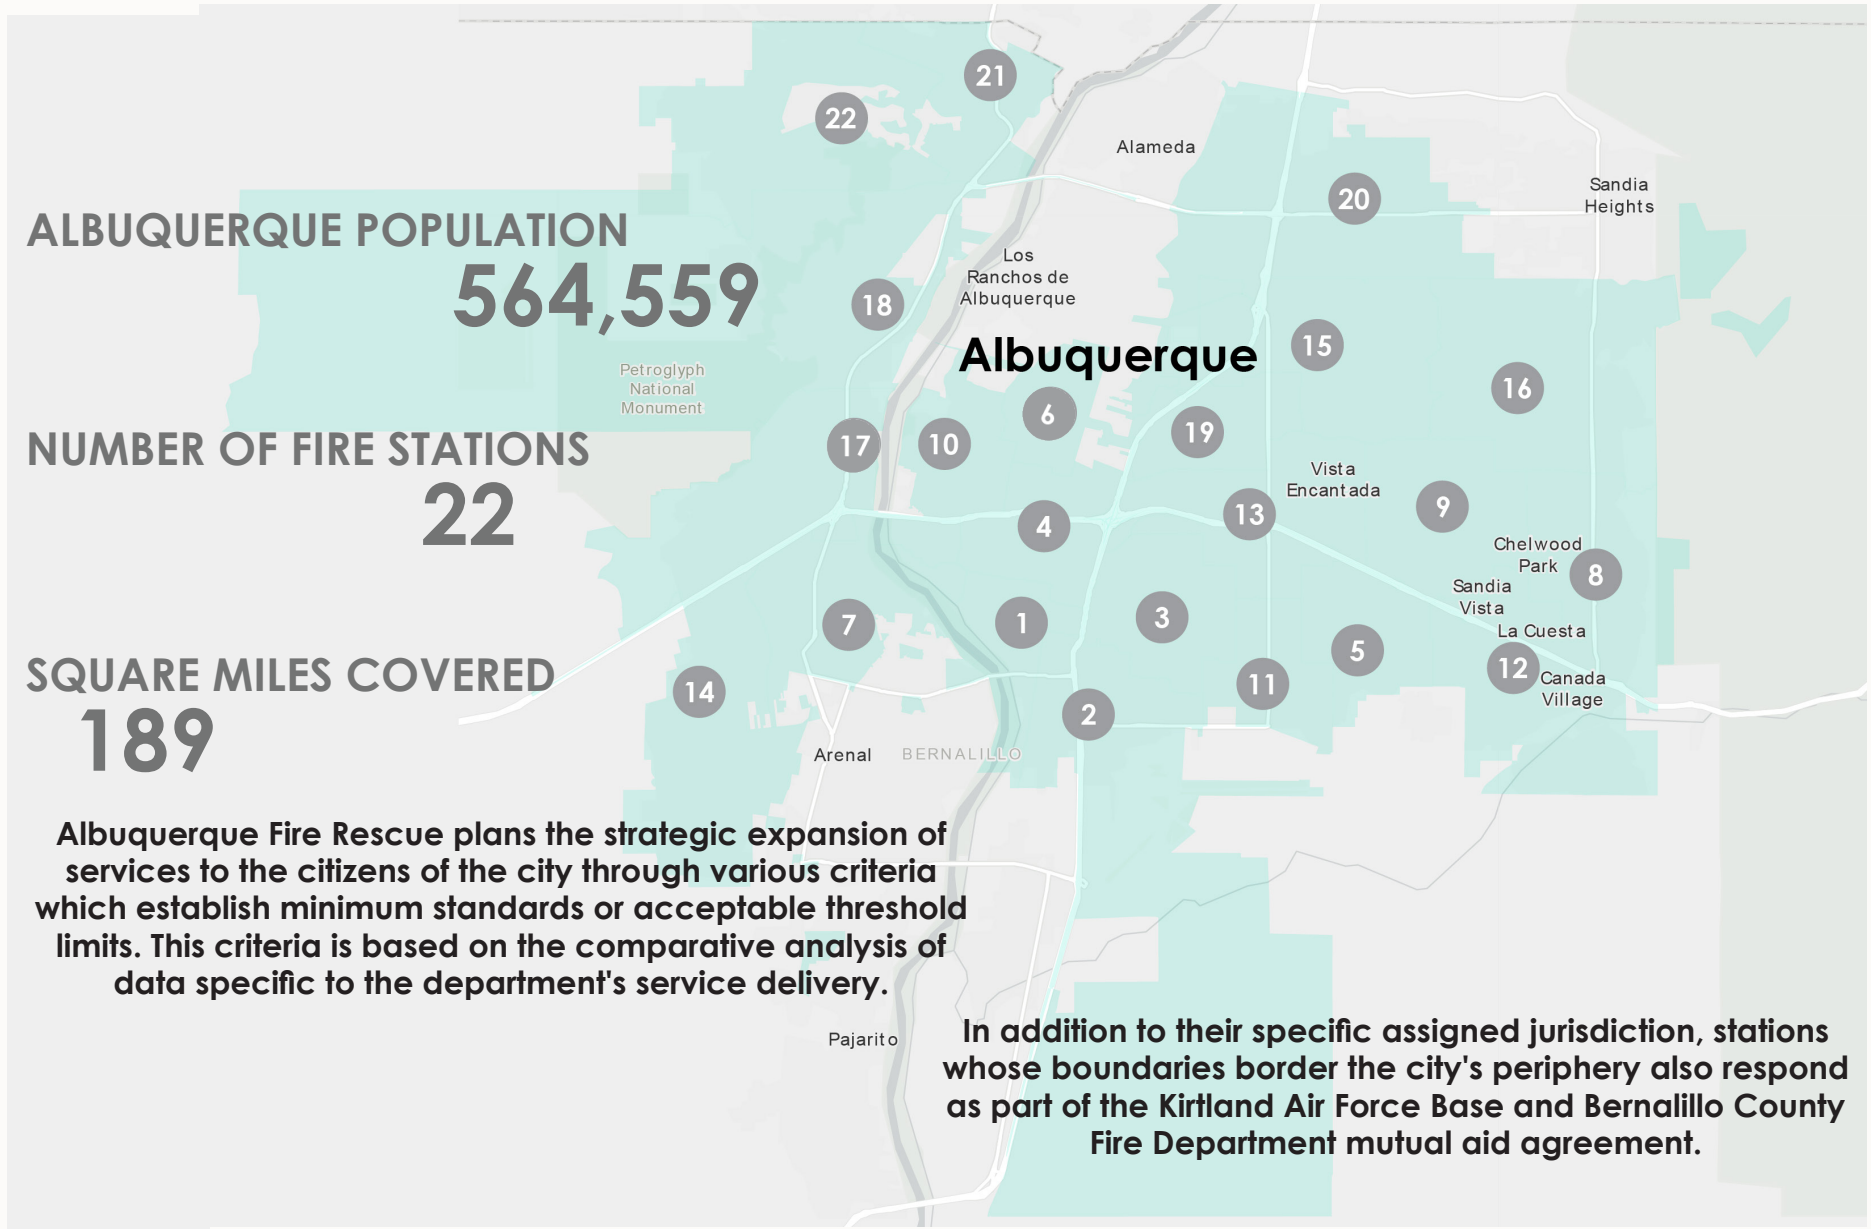 21
22
Alameda
Sandia
Heights
20
ALBUQUERQUE POPULATION
564,559
Los
Ranchos de
Albuquerque
18
Albuquerque
15
Petroglyph
National
Monument
16
6
19
NUMBER OF FIRE STATIONS
22
17
10
Vista
Encantada
9
13
4
Chelwood
Park
8
Sandia
Vista
La Cuesta
7
1
3
5
12
Canada
Village
SQUARE MILES COVERED
189
14
11
2
Arenal
BERNALILLO
Albuquerque Fire Rescue plans the strategic expansion of
services to the citizens of the city through various criteria
which establish minimum standards or acceptable threshold
limits. This criteria is based on the comparative analysis of
data specific to the department's service delivery.
Pajarito
In addition to their specific assigned jurisdiction, stations
whose boundaries border the city's periphery also respond
as part of the Kirtland Air Force Base and Bernalillo County
Fire Department mutual aid agreement.